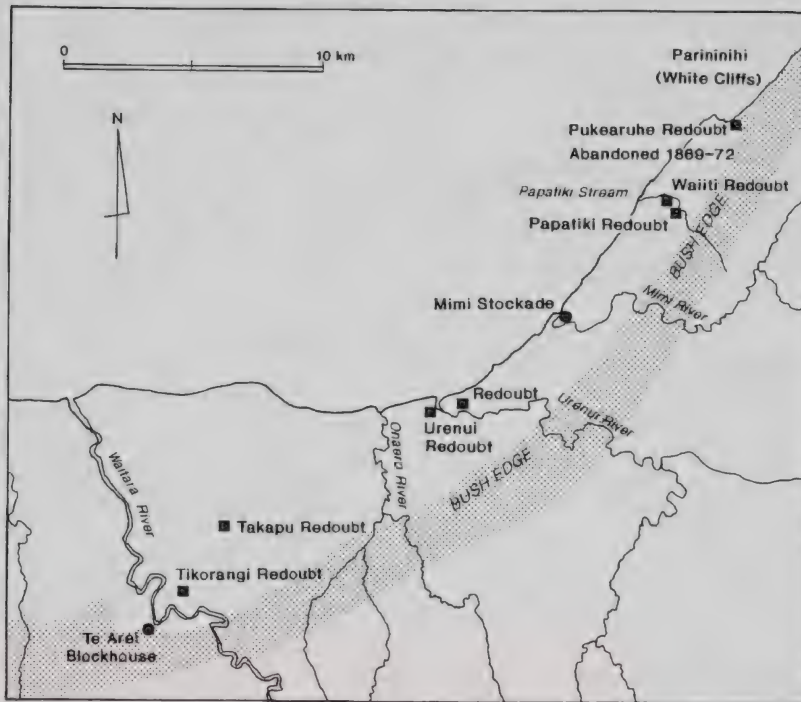 0
10 km
N
Parininihi
(White Cliffs)
Pukearuhe Redoubt
Abandoned 1869-72
Papatiki Stream
Waiiti Redoubt
Papatiki Redoubt
BUSH EDGE
Mimi River
Mimi Stockade
Redoubt
Urenui
Redoubt
Urenui River
Onaero River
BUSH EDGE
Waitara River
Takapu Redoubt
Tikorangi Redoubt
Te Arei
Blockhouse